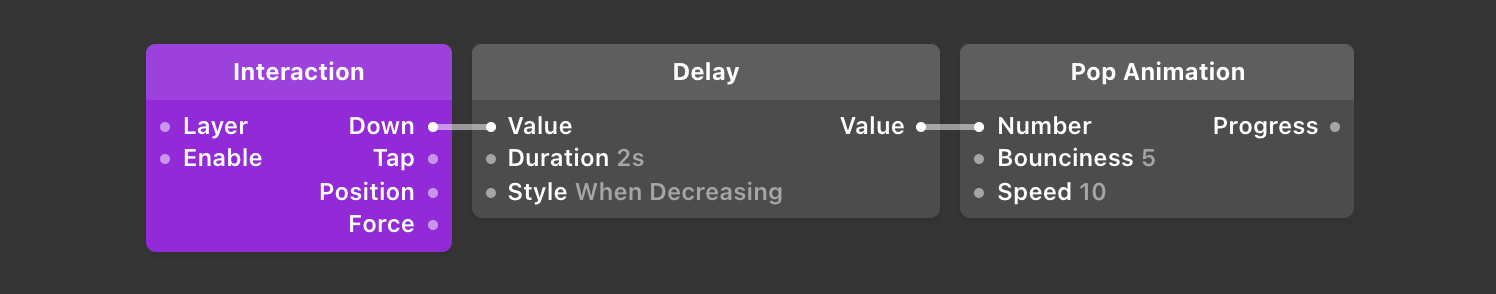 Interaction
Layer Down
Enable Tap
Position
Force
Delay
Value Value
Duration 2s
Style When Decreasing
Pop Animation
Number Progress
Bounciness 5
Speed 10